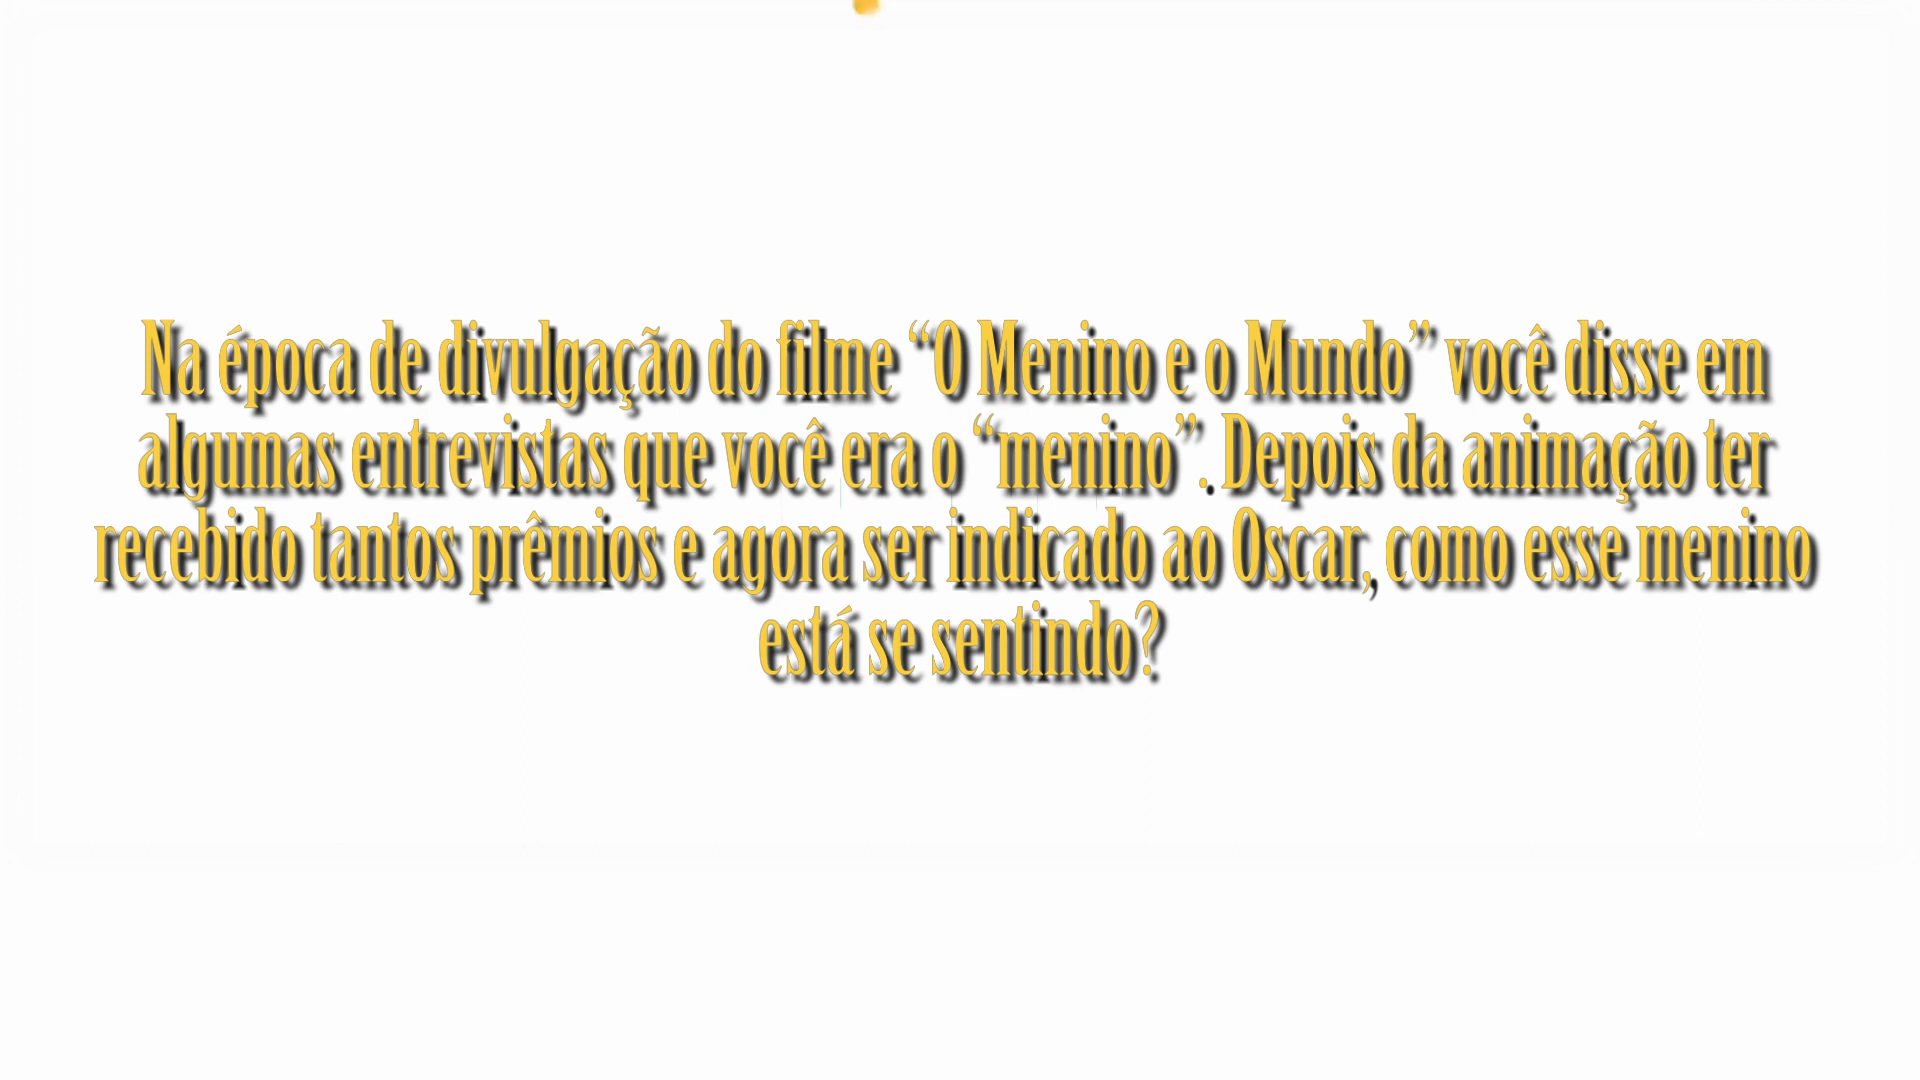 Na época de divulgação do filme “O Menino e o Mundo” você disse em
algumas entrevistas que você era o “menino”. Depois da animação ter
recebido tantos prêmios e agora ser indicado ao Oscar, como esse menino
está se sentindo?